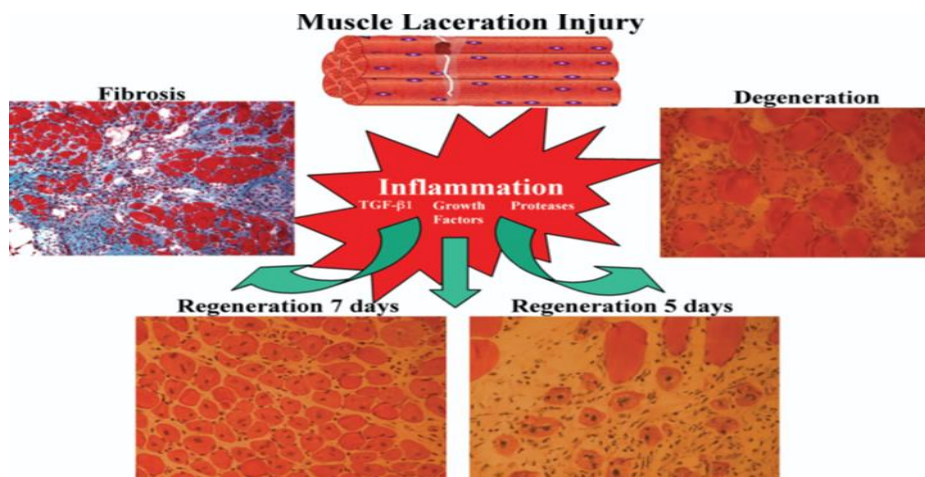 Muscle Laceration Injury
Fibrosis
Degeneration
Inflammation
TGF-β1 Growth Proteases
Factors
Regeneration 7 days
Regeneration 5 days